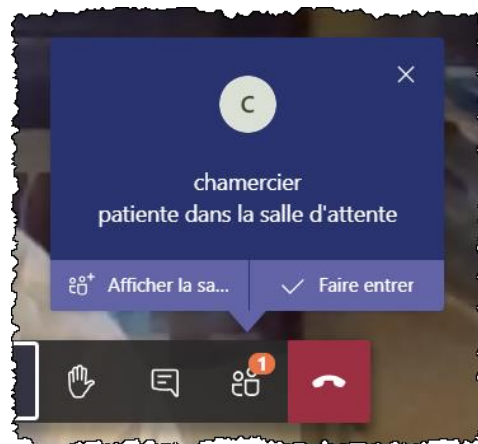 C
chamercier
patiente dans la salle d'attente
Afficher la sa...
Faire entrer
1